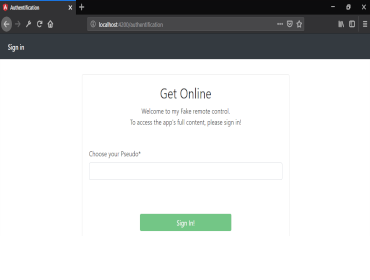 Authentification
localhost:4200/authentification
Sign in
Get Online
Welcome to my Fake remote control.
To access the app's full content, please sign in!
Choose your Pseudo*
Sign in!